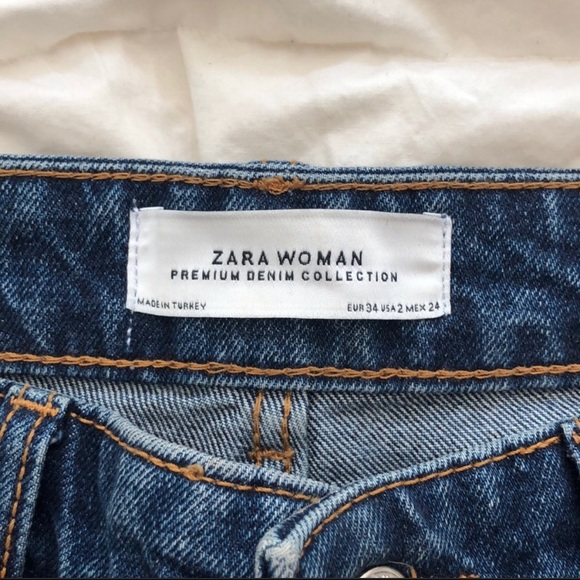 ZARA WOMAN
PREMIUM DENIM COLLECTION
MADE IN TURKEY EUR 34 USA 2 MEX 24